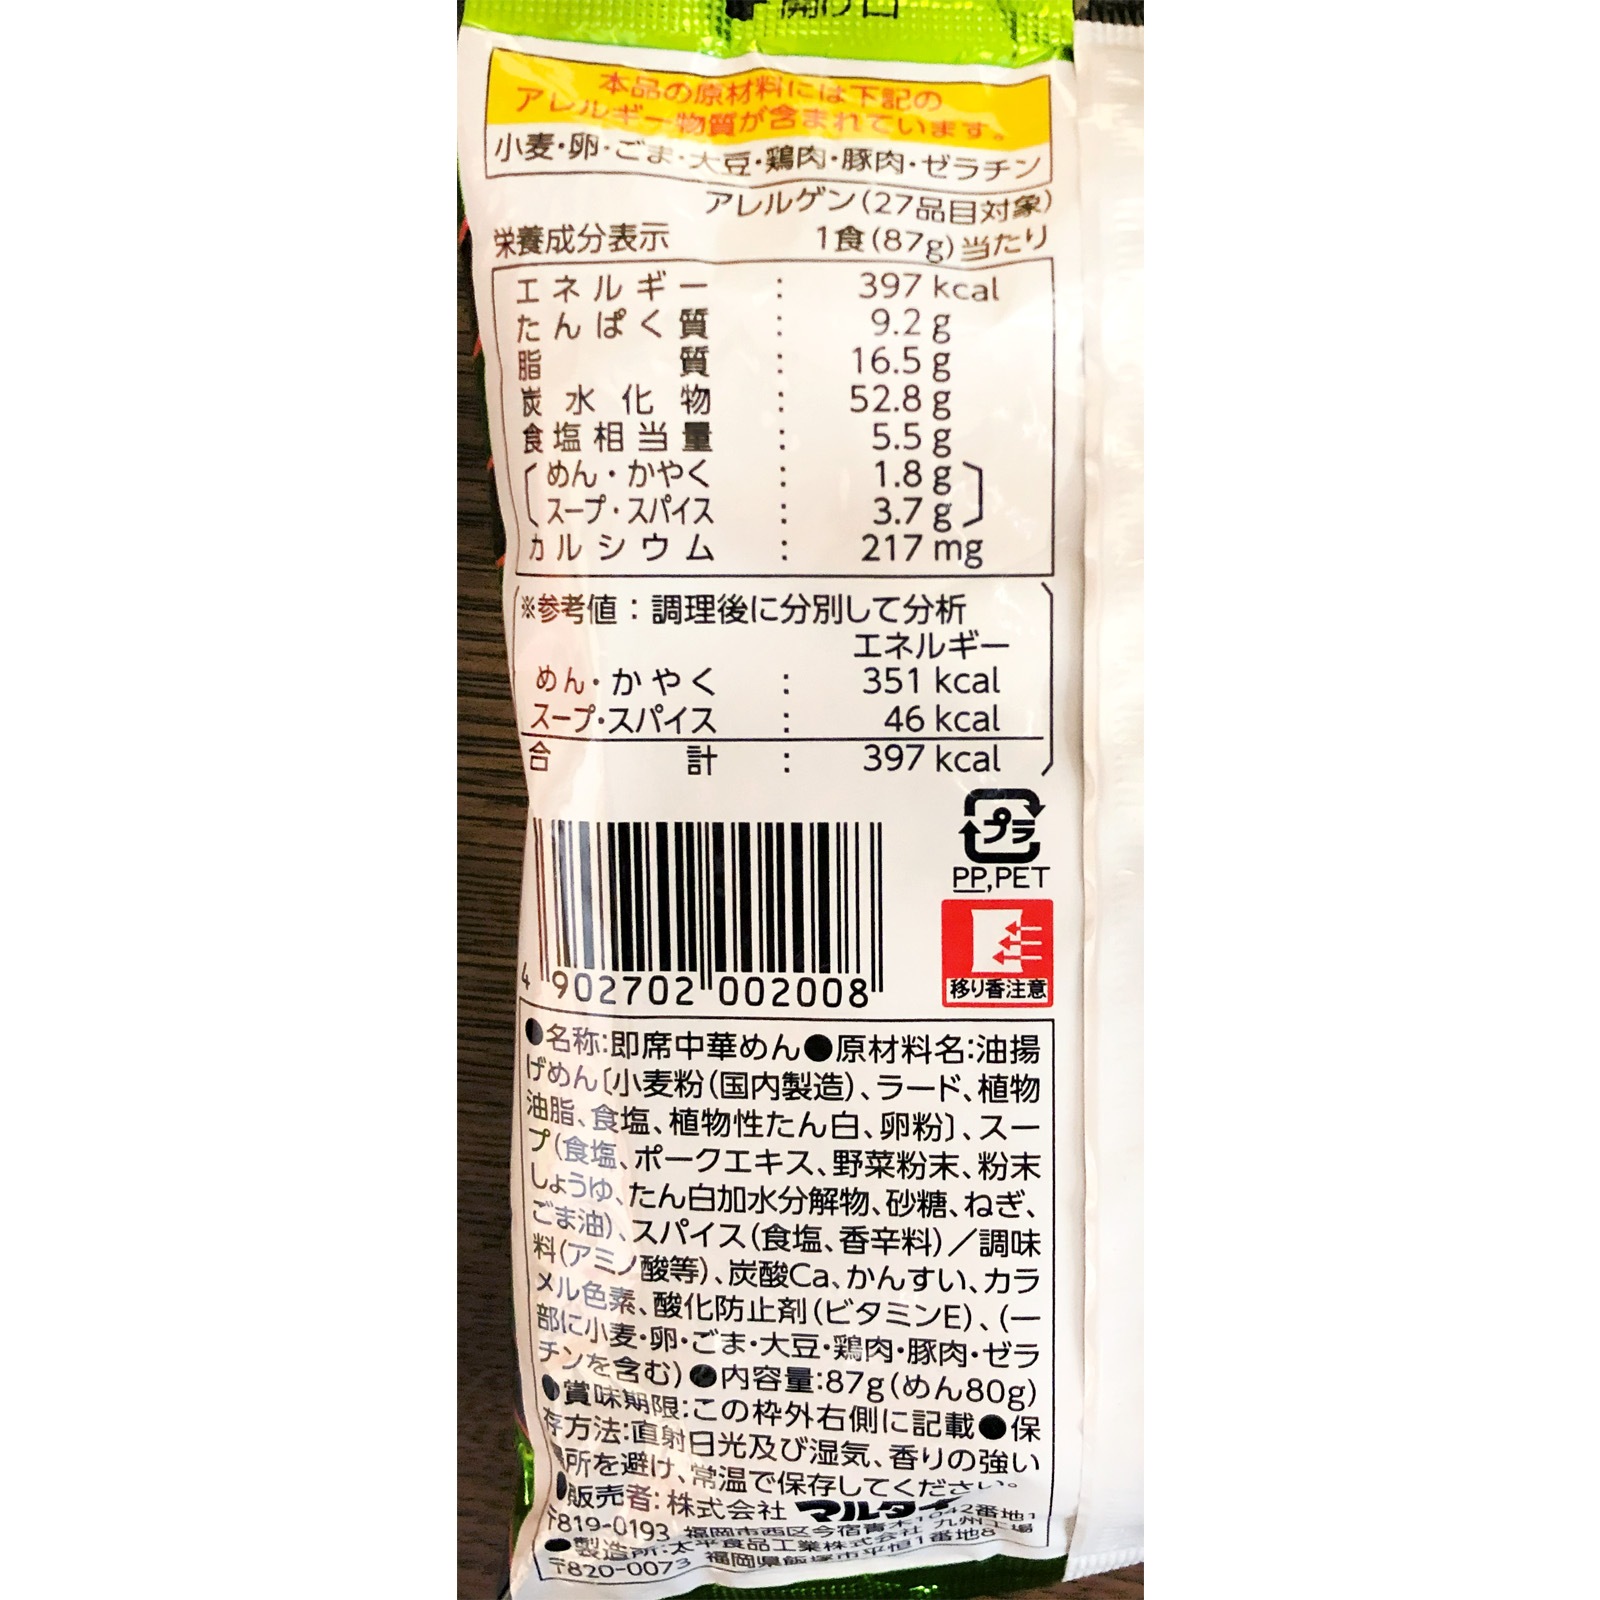 開け口
本品の原材料には下記の
アレルギー物質が含まれています。
小麦・卵・ごま・大豆・鶏肉・豚肉・ゼラチン
アレルゲン(27品目対象)
栄養成分表示 1食(87g)当たり
エネルギー : 397 kcal
たんぱく質 : 9.2 g
脂質 : 16.5 g
炭水化物 : 52.8 g
食塩相当量 : 5.5 g
めん・かやく : 1.8 g
スープ・スパイス : 3.7 g
カルシウム : 217 mg
※参考値:調理後に分別して分析
エネルギー
めん・かやく : 351 kcal
スープ・スパイス : 46 kcal
合計 : 397 kcal
プラ
PP,PET
移り香注意
4 902702 002008
●名称:即席中華めん●原材料名:油揚
げめん〔小麦粉(国内製造)、ラード、植物
油脂、食塩、植物性たん白、卵粉〕、スー
プ(食塩、ポークエキス、野菜粉末、粉末
しょうゆ、たん白加水分解物、砂糖、ねぎ、
ごま油)、スパイス(食塩、香辛料)/調味
料(アミノ酸等)、炭酸Ca、かんすい、カラ
メル色素、酸化防止剤(ビタミンE)、(一
部に小麦・卵・ごま・大豆・鶏肉・豚肉・ゼラ
チンを含む)●内容量:87g(めん80g)
●賞味期限:この枠外右側に記載●保
存方法:直射日光及び湿気、香りの強い
所を避け、常温で保存してください。
●販売者:株式会社 マルタイ
〒819-0193 福岡市西区今宿青木1042番地1
●製造所:太平食品工業株式会社 九州工場
〒820-0073 福岡県飯塚市平恒1番地8